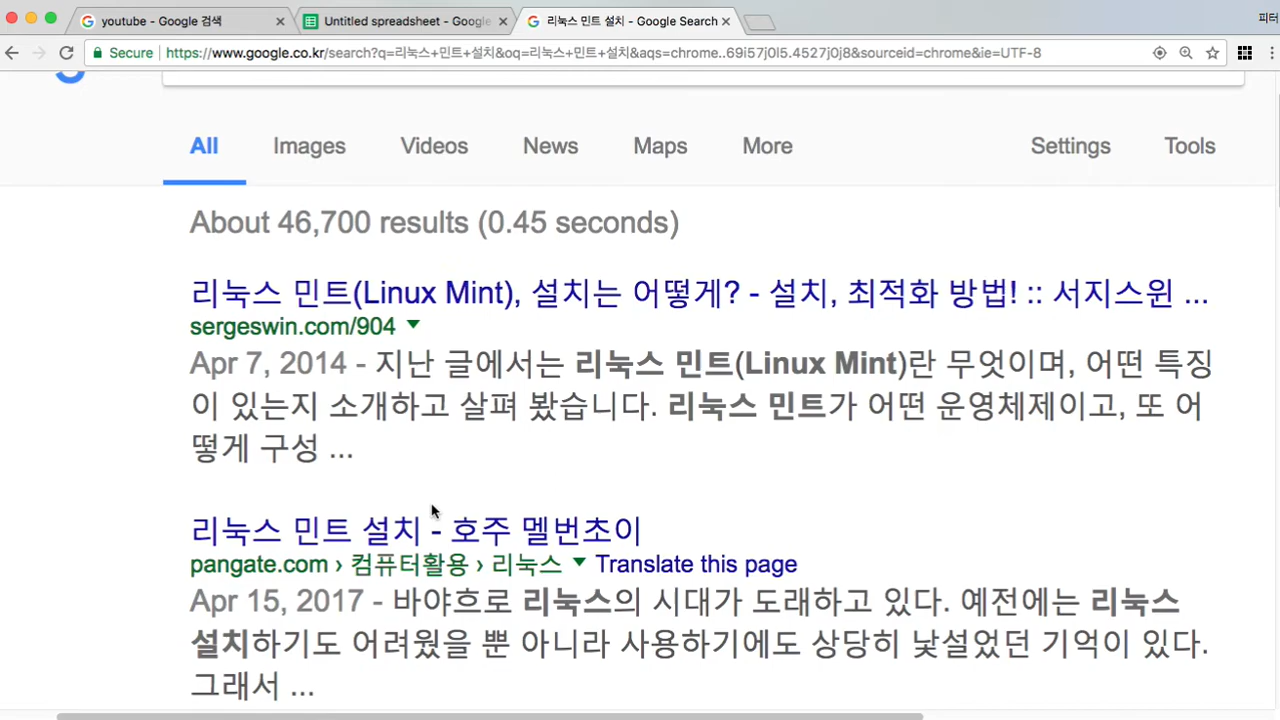 youtube - Google 검색
Untitled spreadsheet - Google
리눅스 민트 설치 - Google Search
피터
Secure
https://www.google.co.kr/search?q=리눅스+민트+설치&oq=리눅스+민트+설치&aqs=chrome..69i57j0l5.4527j0j8&sourceid=chrome&ie=UTF-8
All Images Videos News Maps More Settings Tools
About 46,700 results (0.45 seconds)
리눅스 민트(Linux Mint), 설치는 어떻게? - 설치, 최적화 방법! :: 서지스윈 ...
sergeswin.com/904
Apr 7, 2014 - 지난 글에서는 리눅스 민트(Linux Mint)란 무엇이며, 어떤 특징
이 있는지 소개하고 살펴 봤습니다. 리눅스 민트가 어떤 운영체제이고, 또 어
떻게 구성 ...
리눅스 민트 설치 - 호주 멜번초이
pangate.com › 컴퓨터활용 › 리눅스 Translate this page
Apr 15, 2017 - 바야흐로 리눅스의 시대가 도래하고 있다. 예전에는 리눅스
설치하기도 어려웠을 뿐 아니라 사용하기에도 상당히 낯설었던 기억이 있다.
그래서 ...